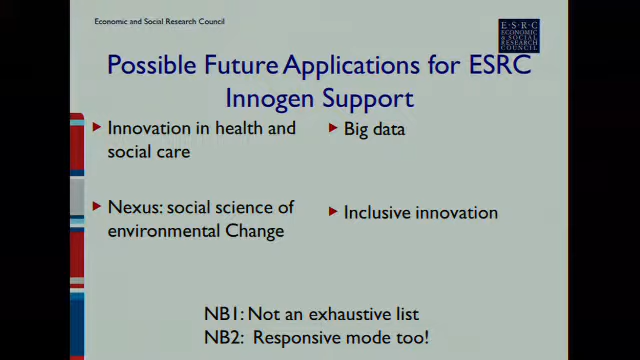 Economic and Social Research Council
E·S·R·C
ECONOMIC
& SOCIAL
RESEARCH
COUNCIL
Possible Future Applications for ESRC
Innogen Support
Innovation in health and
social care
Nexus: social science of
environmental Change
Big data
Inclusive innovation
NB1: Not an exhaustive list
NB2: Responsive mode too!